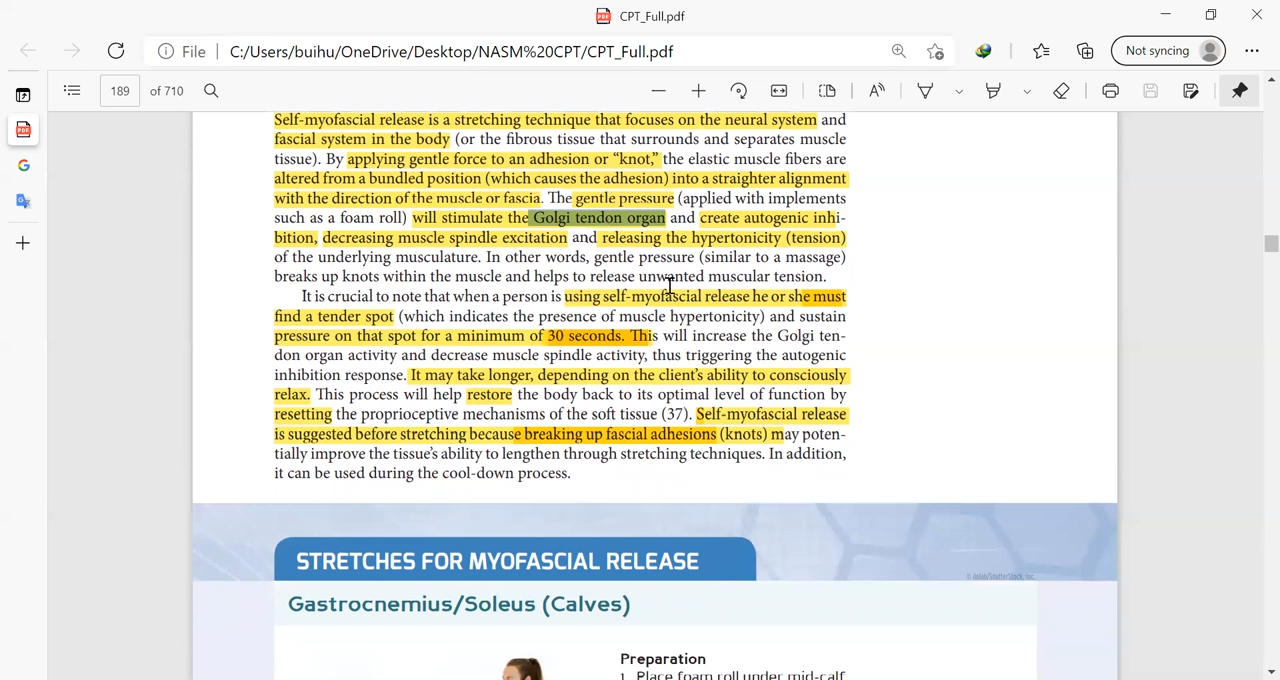 CPT_Full.pdf
File
C:/Users/buihu/OneDrive/Desktop/NASM%20CPT/CPT_Full.pdf
Not syncing
189 of 710
Self-myofascial release is a stretching technique that focuses on the neural system and
fascial system in the body (or the fibrous tissue that surrounds and separates muscle
tissue). By applying gentle force to an adhesion or “knot,” the elastic muscle fibers are
altered from a bundled position (which causes the adhesion) into a straighter alignment
with the direction of the muscle or fascia. The gentle pressure (applied with implements
such as a foam roll) will stimulate the Golgi tendon organ and create autogenic inhi-
bition, decreasing muscle spindle excitation and releasing the hypertonicity (tension)
of the underlying musculature. In other words, gentle pressure (similar to a massage)
breaks up knots within the muscle and helps to release unwanted muscular tension.
It is crucial to note that when a person is using self-myofascial release he or she must
find a tender spot (which indicates the presence of muscle hypertonicity) and sustain
pressure on that spot for a minimum of 30 seconds. This will increase the Golgi ten-
don organ activity and decrease muscle spindle activity, thus triggering the autogenic
inhibition response. It may take longer, depending on the client’s ability to consciously
relax. This process will help restore the body back to its optimal level of function by
resetting the proprioceptive mechanisms of the soft tissue (37). Self-myofascial release
is suggested before stretching because breaking up fascial adhesions (knots) may poten-
tially improve the tissue’s ability to lengthen through stretching techniques. In addition,
it can be used during the cool-down process.
STRETCHES FOR MYOFASCIAL RELEASE
Gastrocnemius/Soleus (Calves)
Preparation
1. Place foam roll under mid-calf